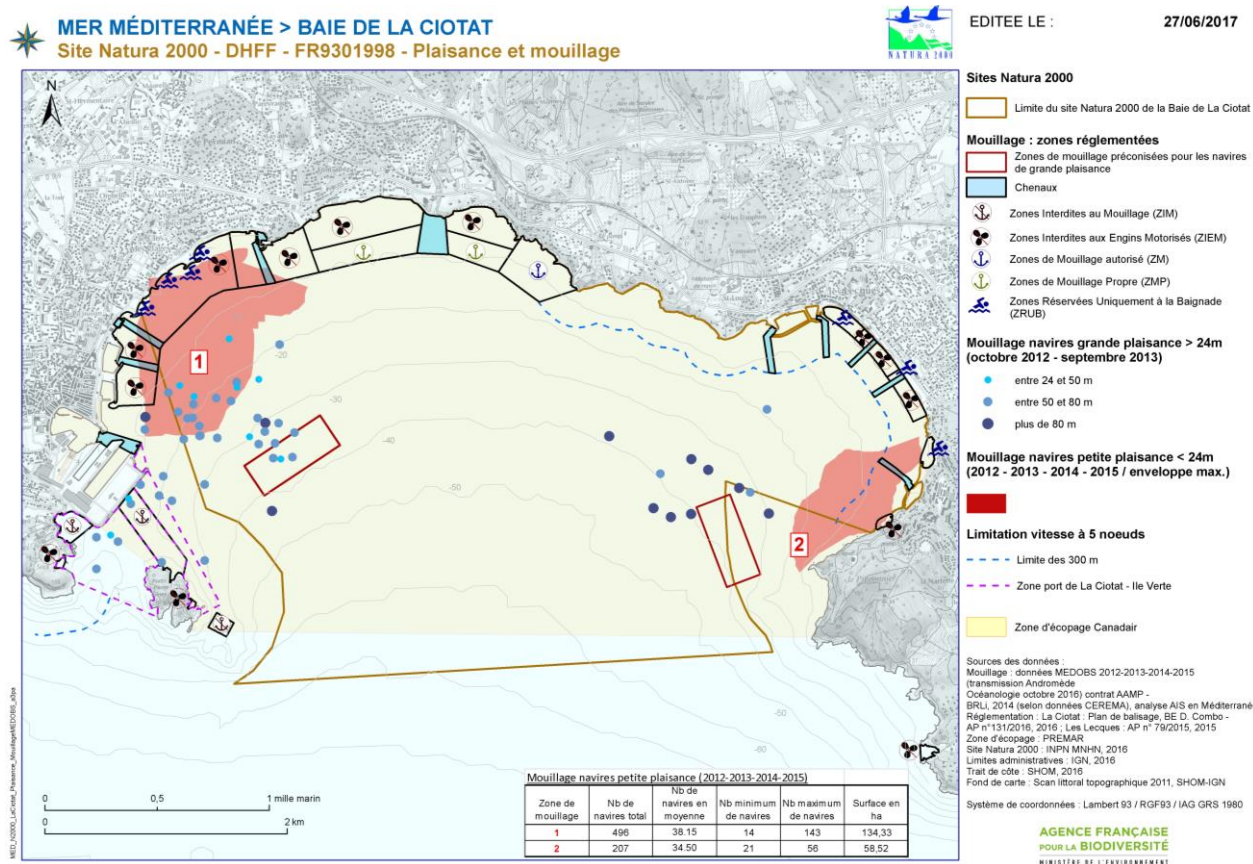 MER MÉDITERRANÉE > BAIE DE LA CIOTAT
Site Natura 2000 - DHFF - FR9301998 - Plaisance et mouillage
NATURA 2000
EDITEE LE : 27/06/2017
N
1
2
-20
-30
-40
-50
-50
-60
Sites Natura 2000
Limite du site Natura 2000 de la Baie de La Ciotat
Mouillage : zones réglementées
Zones de mouillage préconisées pour les navires
de grande plaisance
Chenaux
Zones Interdites au Mouillage (ZIM)
Zones Interdites aux Engins Motorisés (ZIEM)
Zones de Mouillage autorisé (ZM)
Zones de Mouillage Propre (ZMP)
Zones Réservées Uniquement à la Baignade
(ZRUB)
Mouillage navires grande plaisance > 24m
(octobre 2012 - septembre 2013)
entre 24 et 50 m
entre 50 et 80 m
plus de 80 m
Mouillage navires petite plaisance < 24m
(2012 - 2013 - 2014 - 2015 / enveloppe max.)
Limitation vitesse à 5 noeuds
Limite des 300 m
Zone port de La Ciotat - Ile Verte
Zone d'écopage Canadair
Sources des données :
Mouillage : données MEDOBS 2012-2013-2014-2015
(transmission Andromède
Océanologie octobre 2016) contrat AAMP -
BRLi, 2014 (selon données CEREMA), analyse AIS en Méditerrané
Réglementation : La Ciotat : Plan de balisage, BE D. Combo -
AP n°131/2016, 2016 ; Les Lecques : AP n° 79/2015, 2015
Zone d'écopage : PREMAR
Site Natura 2000 : INPN MNHN, 2016
Limites administratives : IGN, 2016
Trait de côte : SHOM, 2016
Fond de carte : Scan littoral topographique 2011, SHOM-IGN
Système de coordonnées : Lambert 93 / RGF93 / IAG GRS 1980
AGENCE FRANÇAISE
POUR LA BIODIVERSITÉ
MINISTÈRE DE L'ENVIRONNEMENT
0 0,5 1 mille marin
0 2 km
Mouillage navires petite plaisance (2012-2013-2014-2015)
Zone de mouillage Nb de navires total Nb de navires en moyenne Nb minimum de navires Nb maximum de navires Surface en ha
1 496 38.15 14 143 134,33
2 207 34.50 21 56 58,52